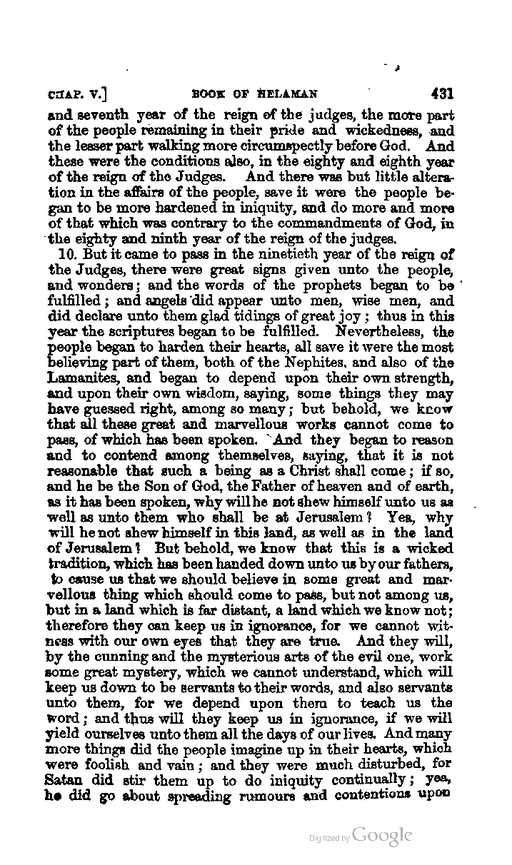 CHAP. V.] BOOK OF HELAMAN 431
and seventh year of the reign of the judges, the more part
of the people remaining in their pride and wickedness, and
the lesser part walking more circumspectly before God. And
these were the conditions also, in the eighty and eighth year
of the reign of the Judges. And there was but little altera-
tion in the affairs of the people, save it were the people be-
gan to be more hardened in iniquity, and do more and more
of that which was contrary to the commandments of God, in
the eighty and ninth year of the reign of the judges.
10. But it came to pass in the ninetieth year of the reign of
the Judges, there were great signs given unto the people,
and wonders; and the words of the prophets began to be
fulfilled; and angels did appear unto men, wise men, and
did declare unto them glad tidings of great joy; thus in this
year the scriptures began to be fulfilled. Nevertheless, the
people began to harden their hearts, all save it were the most
believing part of them, both of the Nephites, and also of the
Lamanites, and began to depend upon their own strength,
and upon their own wisdom, saying, some things they may
have guessed right, among so many; but behold, we know
that all these great and marvellous works cannot come to
pass, of which has been spoken. And they began to reason
and to contend among themselves, saying, that it is not
reasonable that such a being as a Christ shall come; if so,
and he be the Son of God, the Father of heaven and of earth,
as it has been spoken, why will he not shew himself unto us as
well as unto them who shall be at Jerusalem? Yea, why
will he not shew himself in this land, as well as in the land
of Jerusalem? But behold, we know that this is a wicked
tradition, which has been handed down unto us by our fathers,
to cause us that we should believe in some great and mar-
vellous thing which should come to pass, but not among us,
but in a land which is far distant, a land which we know not;
therefore they can keep us in ignorance, for we cannot wit-
ness with our own eyes that they are true. And they will,
by the cunning and the mysterious arts of the evil one, work
some great mystery, which we cannot understand, which will
keep us down to be servants to their words, and also servants
unto them, for we depend upon them to teach us the
word; and thus will they keep us in ignorance, if we will
yield ourselves unto them all the days of our lives. And many
more things did the people imagine up in their hearts, which
were foolish and vain; and they were much disturbed, for
Satan did stir them up to do iniquity continually; yea,
he did go about spreading rumours and contentions upon
Digitized by Google